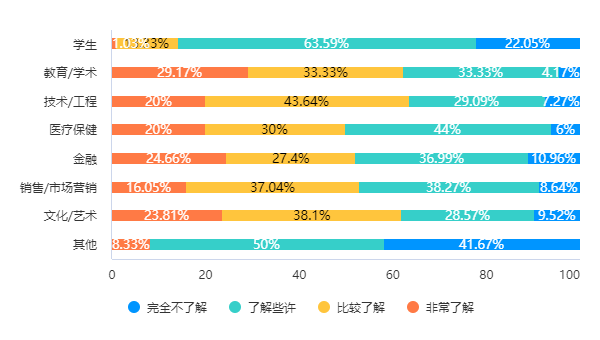 学生 1.03% 63.59% 22.05%
教育/学术 29.17% 33.33% 33.33% 4.17%
技术/工程 20% 43.64% 29.09% 7.27%
医疗保健 20% 30% 44% 6%
金融 24.66% 27.4% 36.99% 10.96%
销售/市场营销 16.05% 37.04% 38.27% 8.64%
文化/艺术 23.81% 38.1% 28.57% 9.52%
其他 8.33% 50% 41.67%
0 20 40 60 80 100
完全不了解 了解些许 比较了解 非常了解